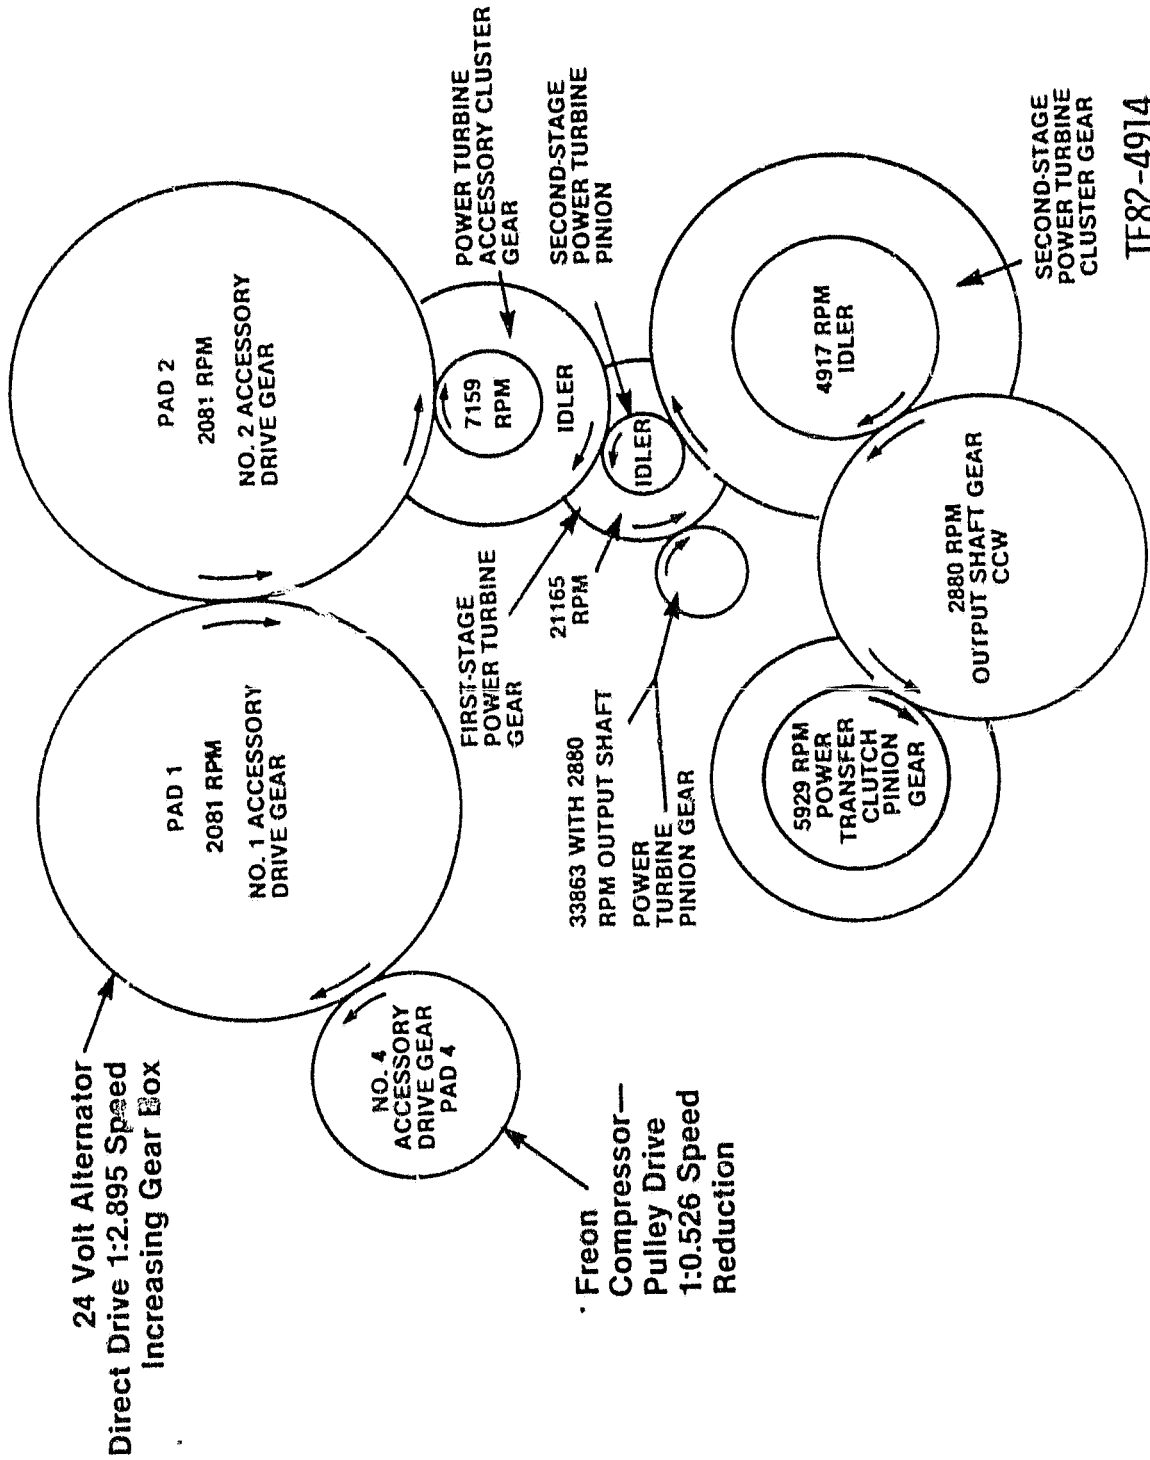 24 Volt Alternator
Direct Drive 1:2.895 Speed
Increasing Gear Box
PAD 1
2081 RPM
NO. 1 ACCESSORY
DRIVE GEAR
PAD 2
2081 RPM
NO. 2 ACCESSORY
DRIVE GEAR
NO. 4
ACCESSORY
DRIVE GEAR
PAD 4
Freon
Compressor—
Pulley Drive
1:0.526 Speed
Reduction
FIRST-STAGE
POWER TURBINE
GEAR
21165
RPM
7159
RPM
IDLER
POWER TURBINE
ACCESSORY CLUSTER
GEAR
IDLER
SECOND-STAGE
POWER TURBINE
PINION
33863 WITH 2880
RPM OUTPUT SHAFT
POWER
TURBINE
PINION GEAR
5929 RPM
POWER
TRANSFER
CLUTCH
PINION
GEAR
4917 RPM
IDLER
2880 RPM
OUTPUT SHAFT GEAR
CCW
SECOND-STAGE
POWER TURBINE
CLUSTER GEAR
TE82-4914